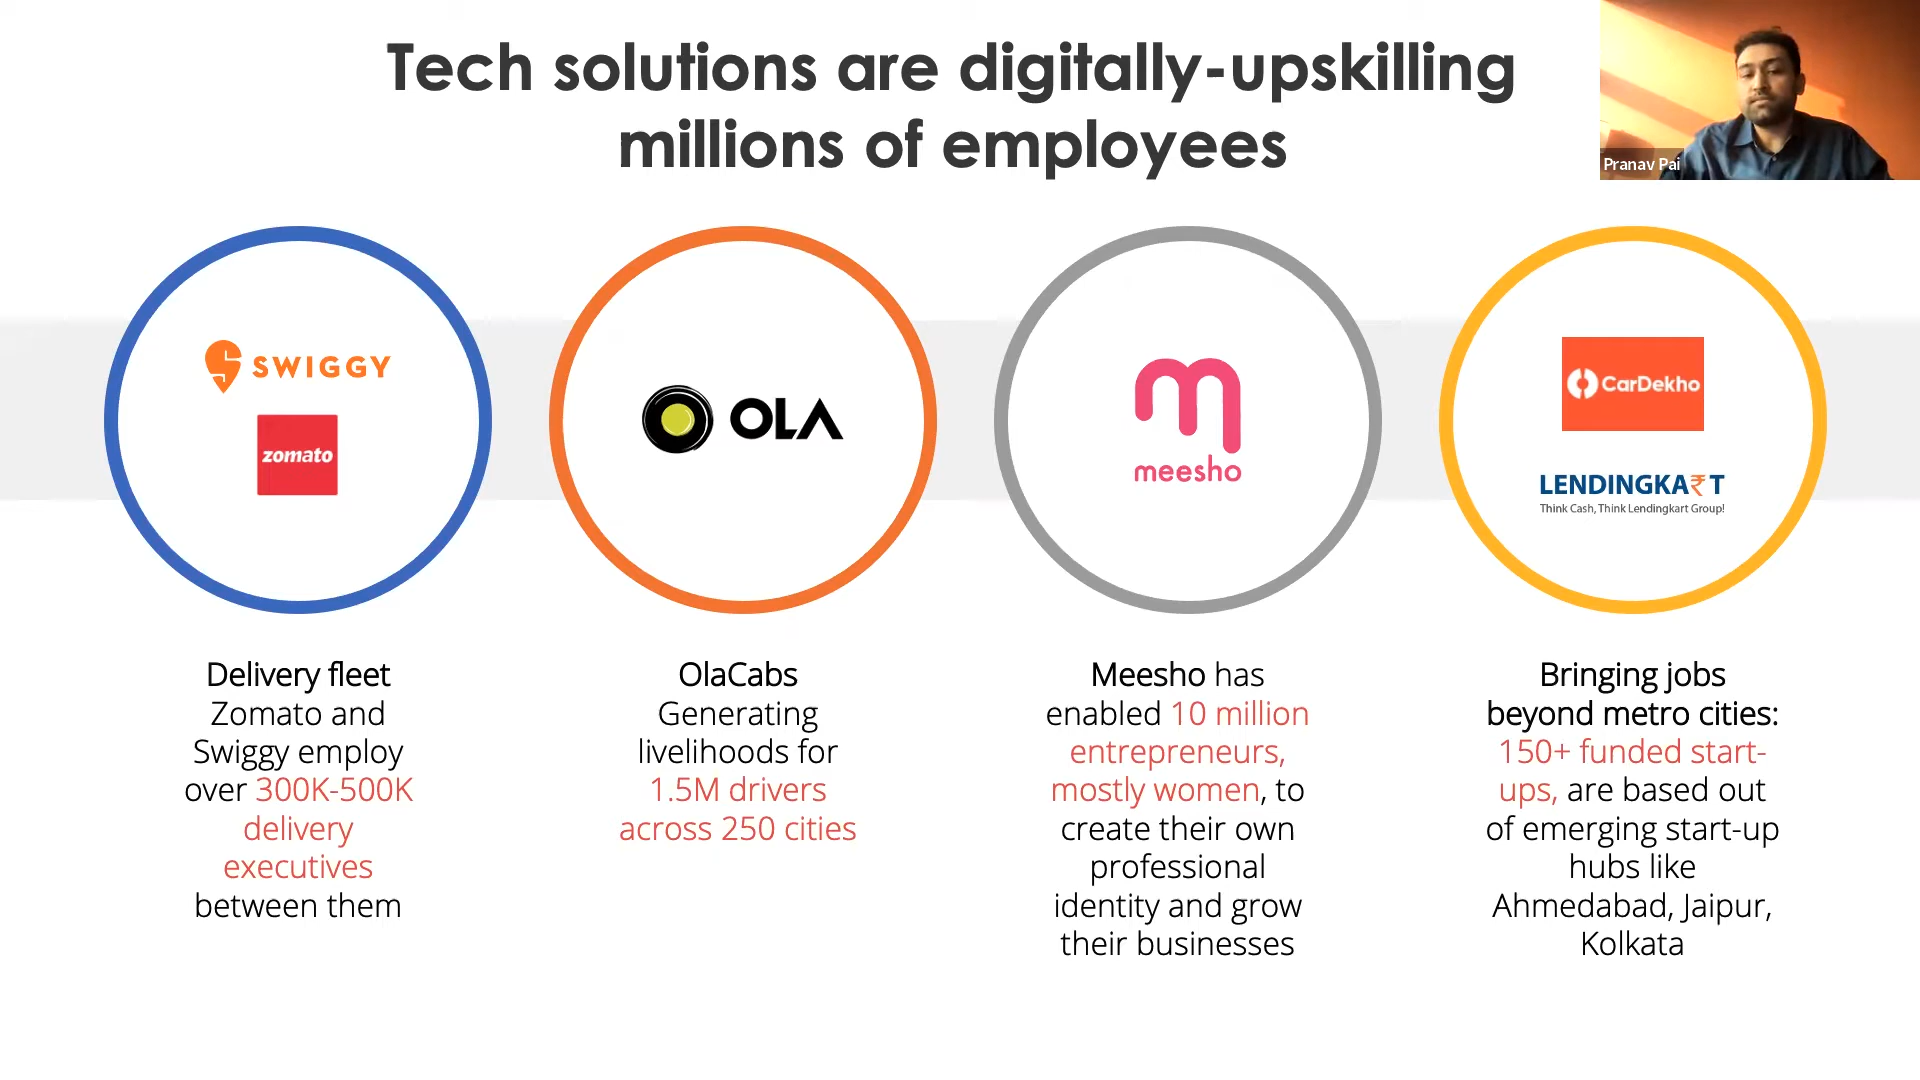 Tech solutions are digitally-upskilling
millions of employees
Pranav Pai
SWIGGY
zomato
OLA
meesho
CarDekho
LENDINGKA₹T
Think Cash, Think Lendingkart Group!
Delivery fleet
Zomato and
Swiggy employ
over 300K-500K
delivery
executives
between them
OlaCabs
Generating
livelihoods for
1.5M drivers
across 250 cities
Meesho has
enabled 10 million
entrepreneurs,
mostly women, to
create their own
professional
identity and grow
their businesses
Bringing jobs
beyond metro cities:
150+ funded start-
ups, are based out
of emerging start-up
hubs like
Ahmedabad, Jaipur,
Kolkata